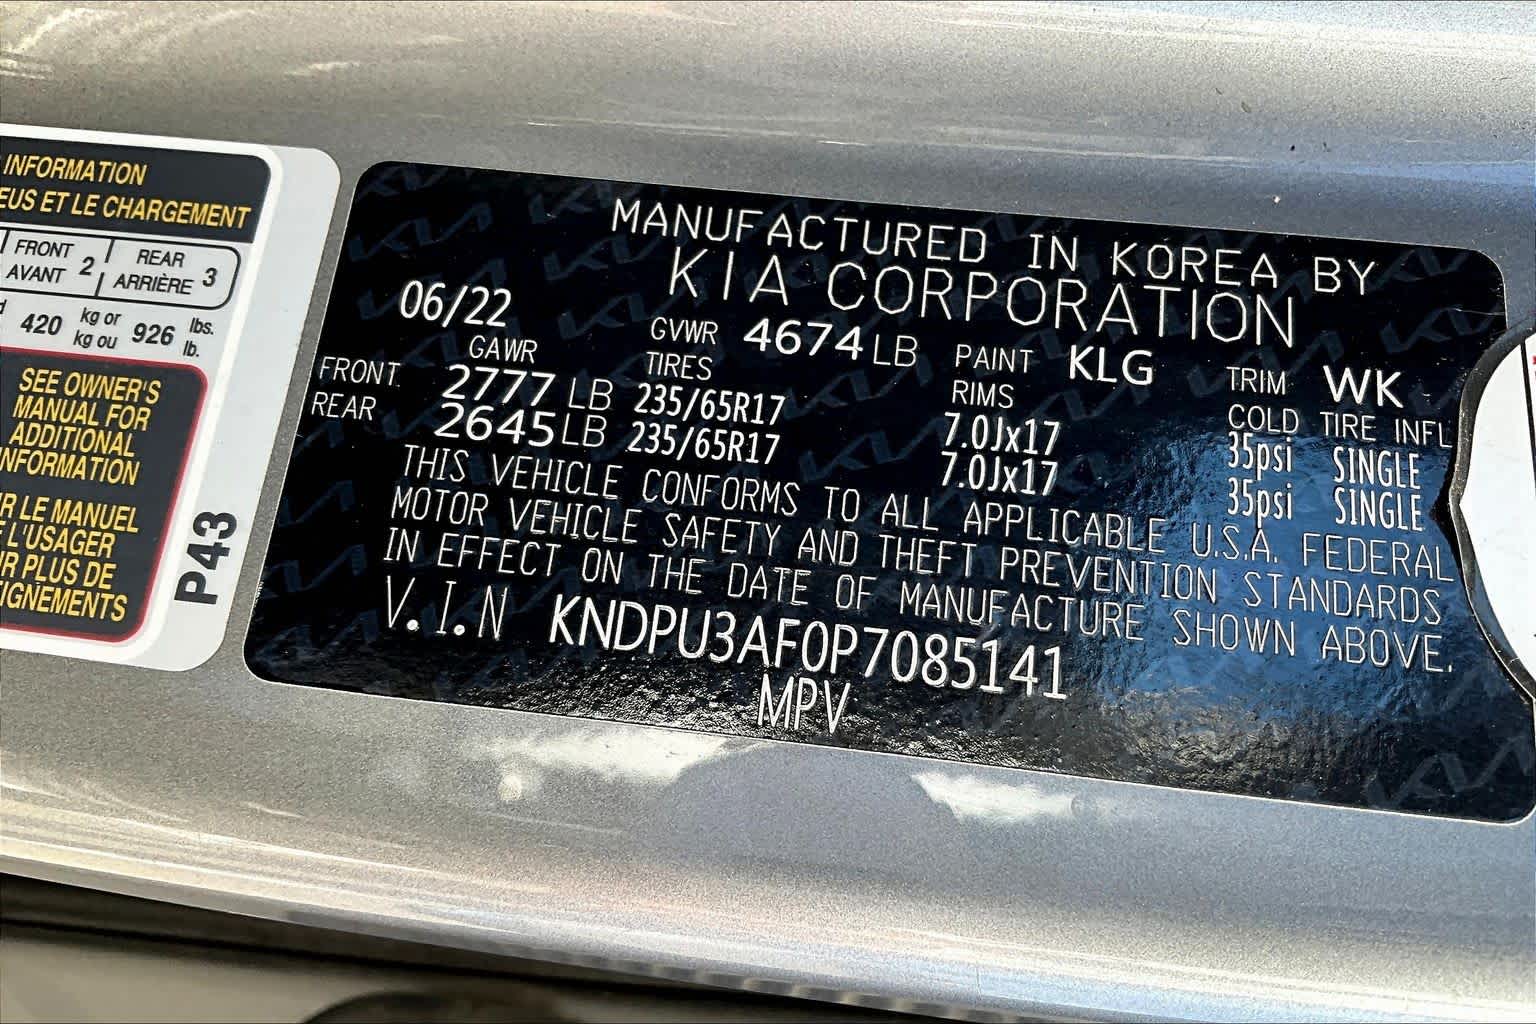 INFORMATION
EUS ET LE CHARGEMENT
FRONT
AVANT 2
REAR
ARRIÈRE 3
420 kg or
kg ou 926 lbs.
lb.
SEE OWNER'S
MANUAL FOR
ADDITIONAL
INFORMATION
R LE MANUEL
L'USAGER
R PLUS DE
IGNEMENTS
P43
MANUFACTURED IN KOREA BY
KIA CORPORATION
06/22 GVWR 4674 LB PAINT KLG TRIM WK
GAWR TIRES RIMS COLD TIRE INFL
FRONT. 2777 LB 235/65R17 7.0Jx17 35psi SINGLE
REAR 2645 LB 235/65R17 7.0Jx17 35psi SINGLE
THIS VEHICLE CONFORMS TO ALL APPLICABLE U.S.A. FEDERAL
MOTOR VEHICLE SAFETY AND THEFT PREVENTION STANDARDS
IN EFFECT ON THE DATE OF MANUFACTURE SHOWN ABOVE.
V.I.N KNDPU3AF0P7085141
MPV